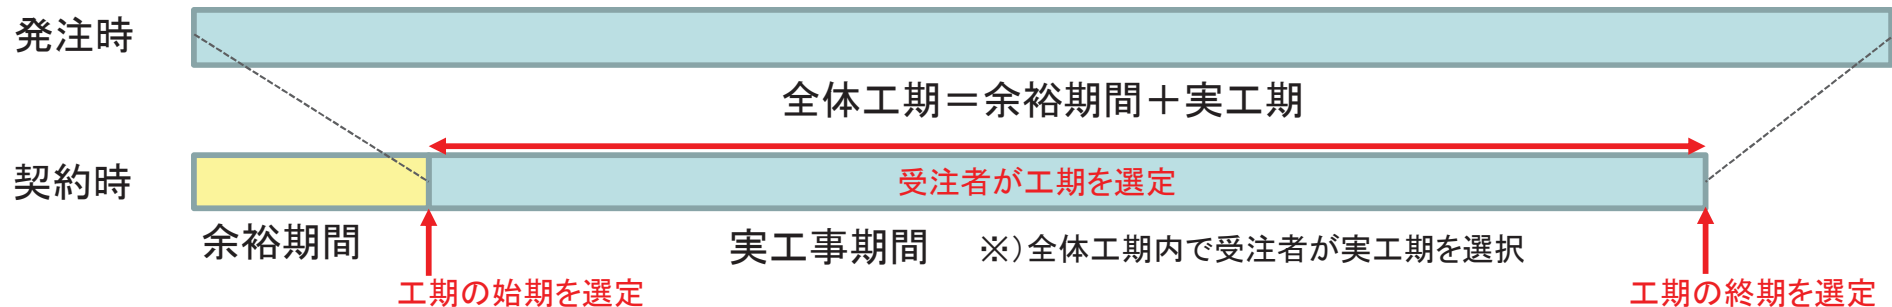 発注時
全体工期＝余裕期間＋実工期
契約時
受注者が工期を選定
余裕期間
実工事期間
※）全体工期内で受注者が実工期を選択
工期の始期を選定
工期の終期を選定